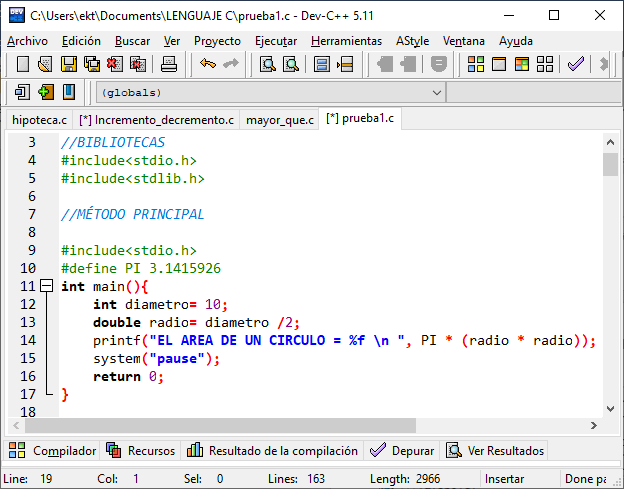 C:\Users\ekt\Documents\LENGUAJE C\prueba1.c - Dev-C++ 5.11
Archivo Edición Buscar Ver Proyecto Ejecutar Herramientas AStyle Ventana Ayuda
(globals)
hipoteca.c [*] Incremento_decremento.c mayor_que.c [*] prueba1.c
3 //BIBLIOTECAS
4 #include<stdio.h>
5 #include<stdlib.h>
6
7 //MÉTODO PRINCIPAL
8
9 #include<stdio.h>
10 #define PI 3.1415926
11 int main(){
12 int diametro= 10;
13 double radio= diametro /2;
14 printf("EL AREA DE UN CIRCULO = %f \n ", PI * (radio * radio));
15 system("pause");
16 return 0;
17 }
18
Compilador Recursos Resultado de la compilación Depurar Ver Resultados
Line: 19 Col: 1 Sel: 0 Lines: 163 Length: 2966 Insertar Done pa